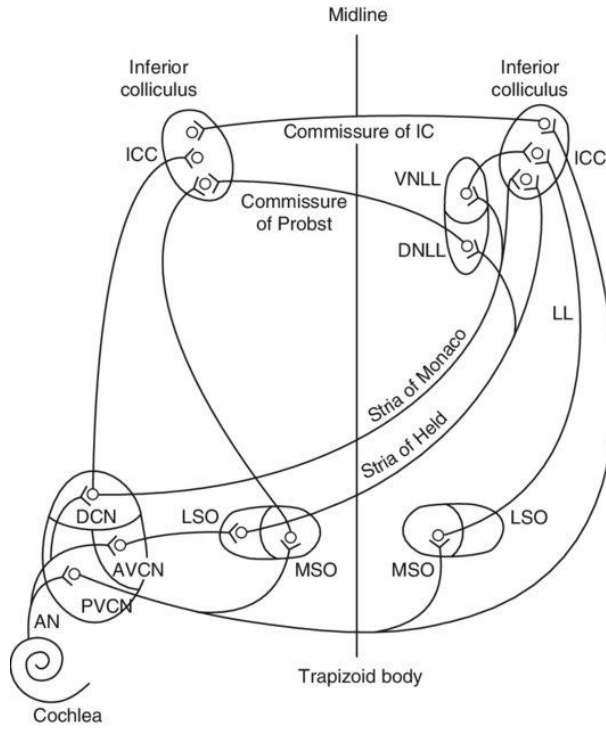 Midline
Inferior
colliculus
Inferior
colliculus
Commissure of IC
ICC
ICC
VNLL
Commissure
of Probst
DNLL
LL
Stria of Monaco
Stria of Held
DCN
LSO
LSO
AVCN
MSO
MSO
PVCN
AN
Trapizoid body
Cochlea